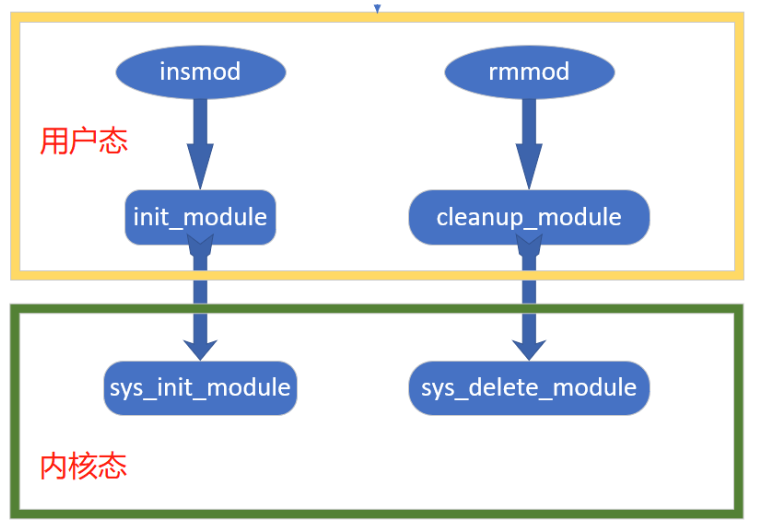 insmod
rmmod
用户态
init_module
cleanup_module
sys_init_module
sys_delete_module
内核态